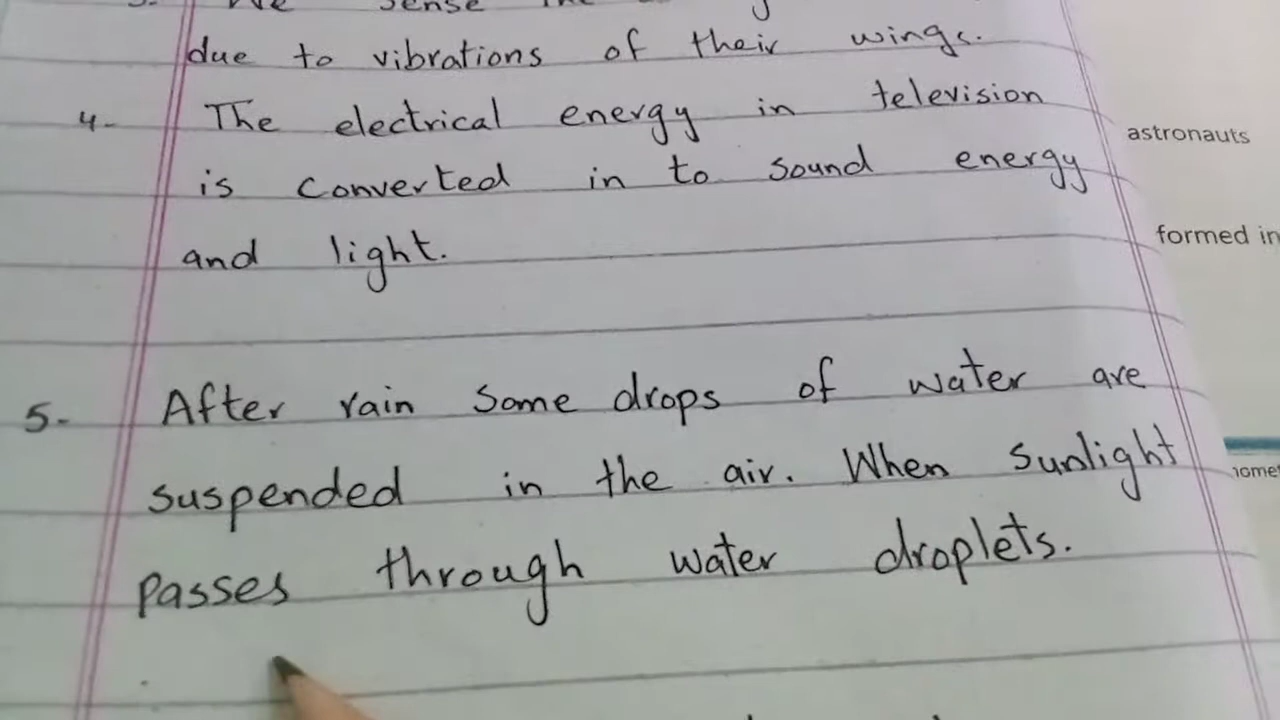 due to vibrations of their wings.
4- The electrical energy in television
is converted in to sound energy
and light.
5- After rain some drops of water are
suspended in the air. When sunlight
passes through water droplets.
astronauts
formed in